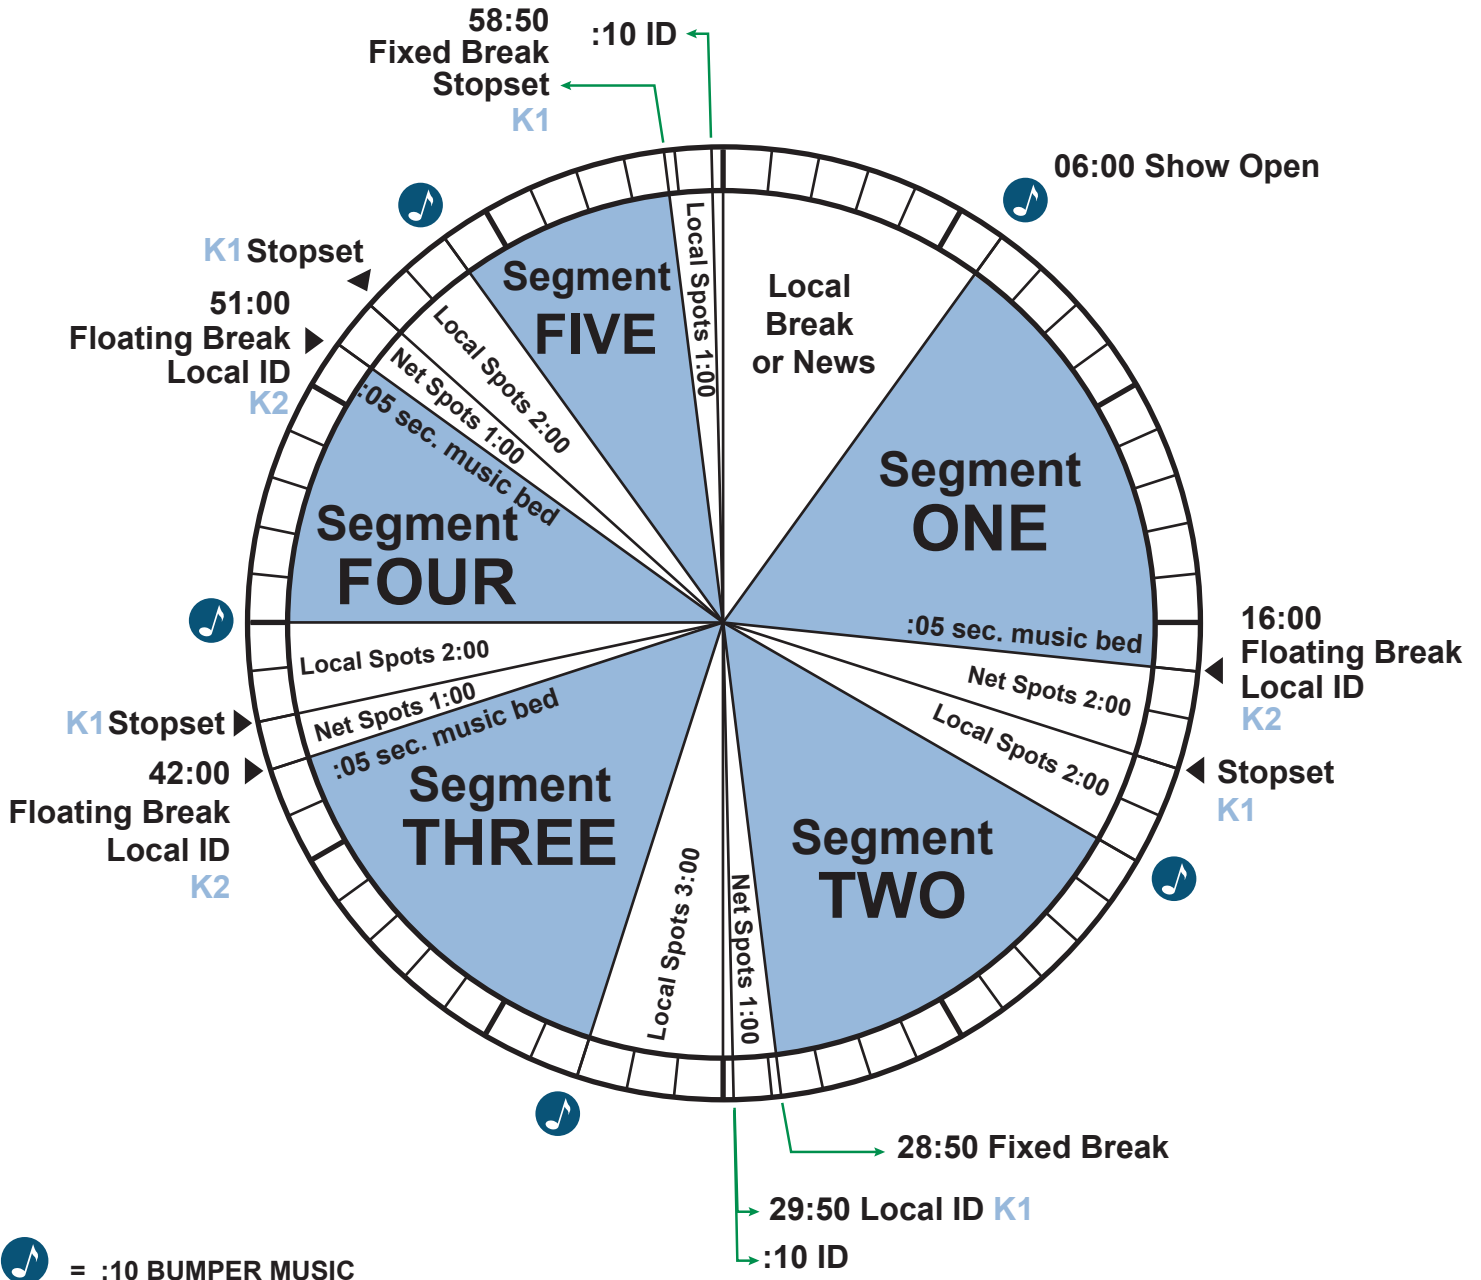 58:50
Fixed Break
Stopset
K1
:10 ID
06:00 Show Open
K1 Stopset
51:00
Floating Break
Local ID
K2
Local
Break
or News
Segment
ONE
:05 sec. music bed
16:00
Floating Break
Local ID
K2
Net Spots 2:00
Local Spots 2:00
Stopset
K1
Segment
TWO
Net Spots 1:00
28:50 Fixed Break
29:50 Local ID K1
:10 ID
Local Spots 3:00
Segment
THREE
:05 sec. music bed
Net Spots 1:00
Local Spots 2:00
K1 Stopset
42:00
Floating Break
Local ID
K2
Segment
FOUR
:05 sec. music bed
Net Spots 1:00
Local Spots 2:00
Segment
FIVE
Local Spots 1:00
= :10 BUMPER MUSIC